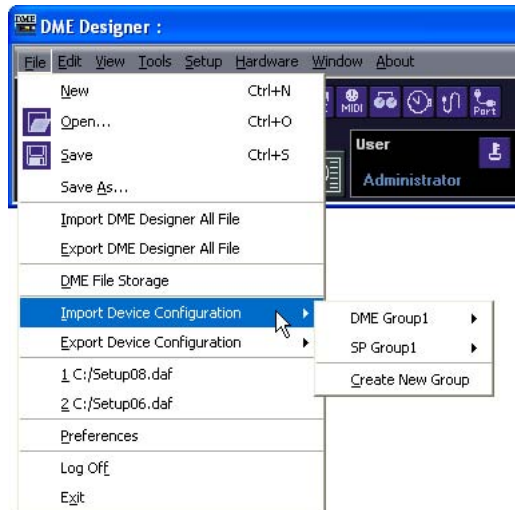 DME Designer :
File Edit View Tools Setup Hardware Window About
New Ctrl+N
MIDI
Port
Open... Ctrl+O
User
Save Ctrl+S
Administrator
Save As...
Import DME Designer All File
Export DME Designer All File
DME File Storage
Import Device Configuration
DME Group1
Export Device Configuration
SP Group1
1 C:/Setup08.daf
Create New Group
2 C:/Setup06.daf
Preferences
Log Off
Exit